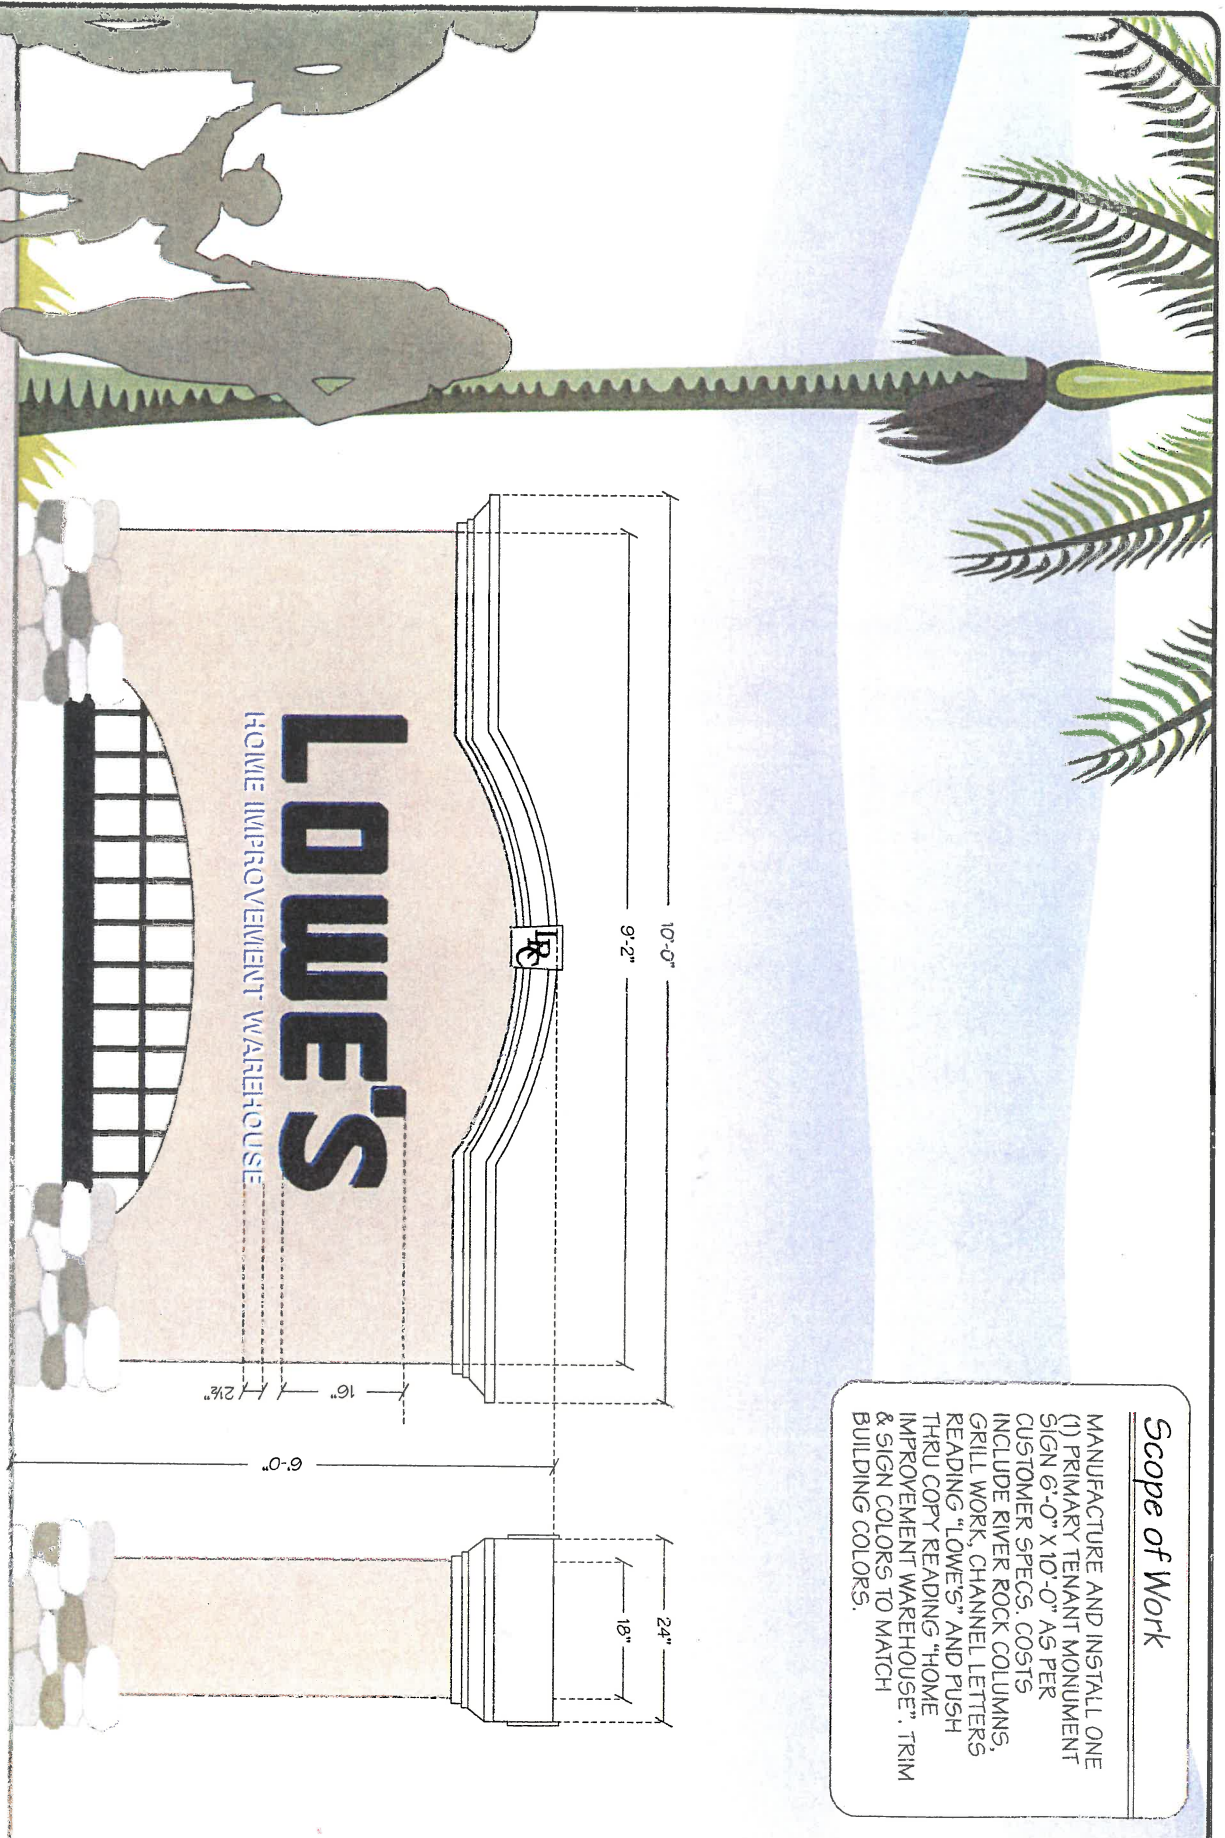 Scope of Work
MANUFACTURE AND INSTALL ONE
(1) PRIMARY TENANT MONUMENT
SIGN 6'-0" X 10'-0" AS PER
CUSTOMER SPECS. COSTS
INCLUDE RIVER ROCK COLUMNS,
GRILL WORK, CHANNEL LETTERS
READING "LOWE'S" AND PUSH
THRU COPY READING "HOME
IMPROVEMENT WAREHOUSE". TRIM
& SIGN COLORS TO MATCH
BUILDING COLORS.
10'-0"
9'-2"
LRC
LOWE'S
HOME IMPROVEMENT WAREHOUSE
16"
2½"
6'-0"
24"
18"